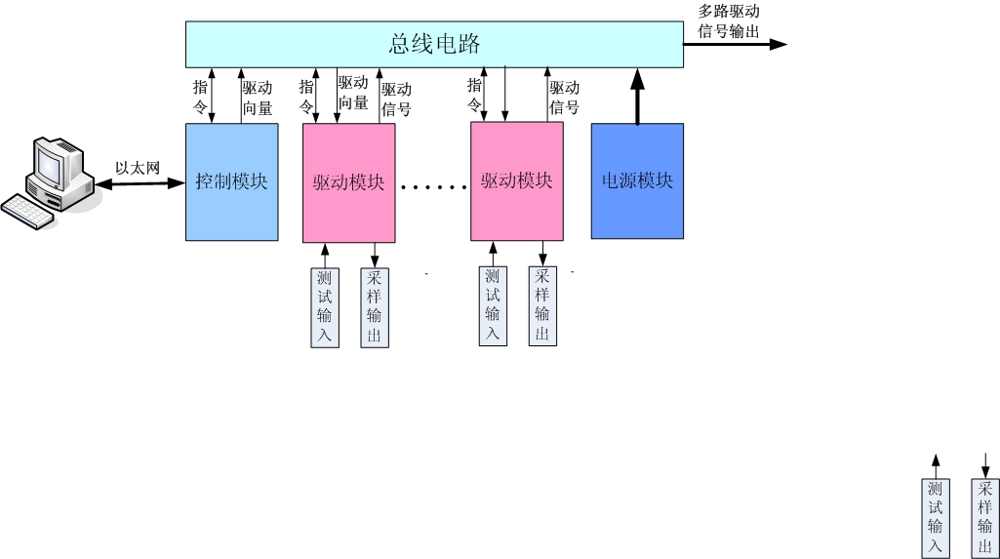 多路驱动
信号输出
总线电路
指令
驱动
向量
指令
驱动
向量
驱动
信号
指令
驱动
信号
以太网
控制模块
驱动模块
······
驱动模块
电源模块
测试输入
采样输出
测试输入
采样输出
测试输入
采样输出